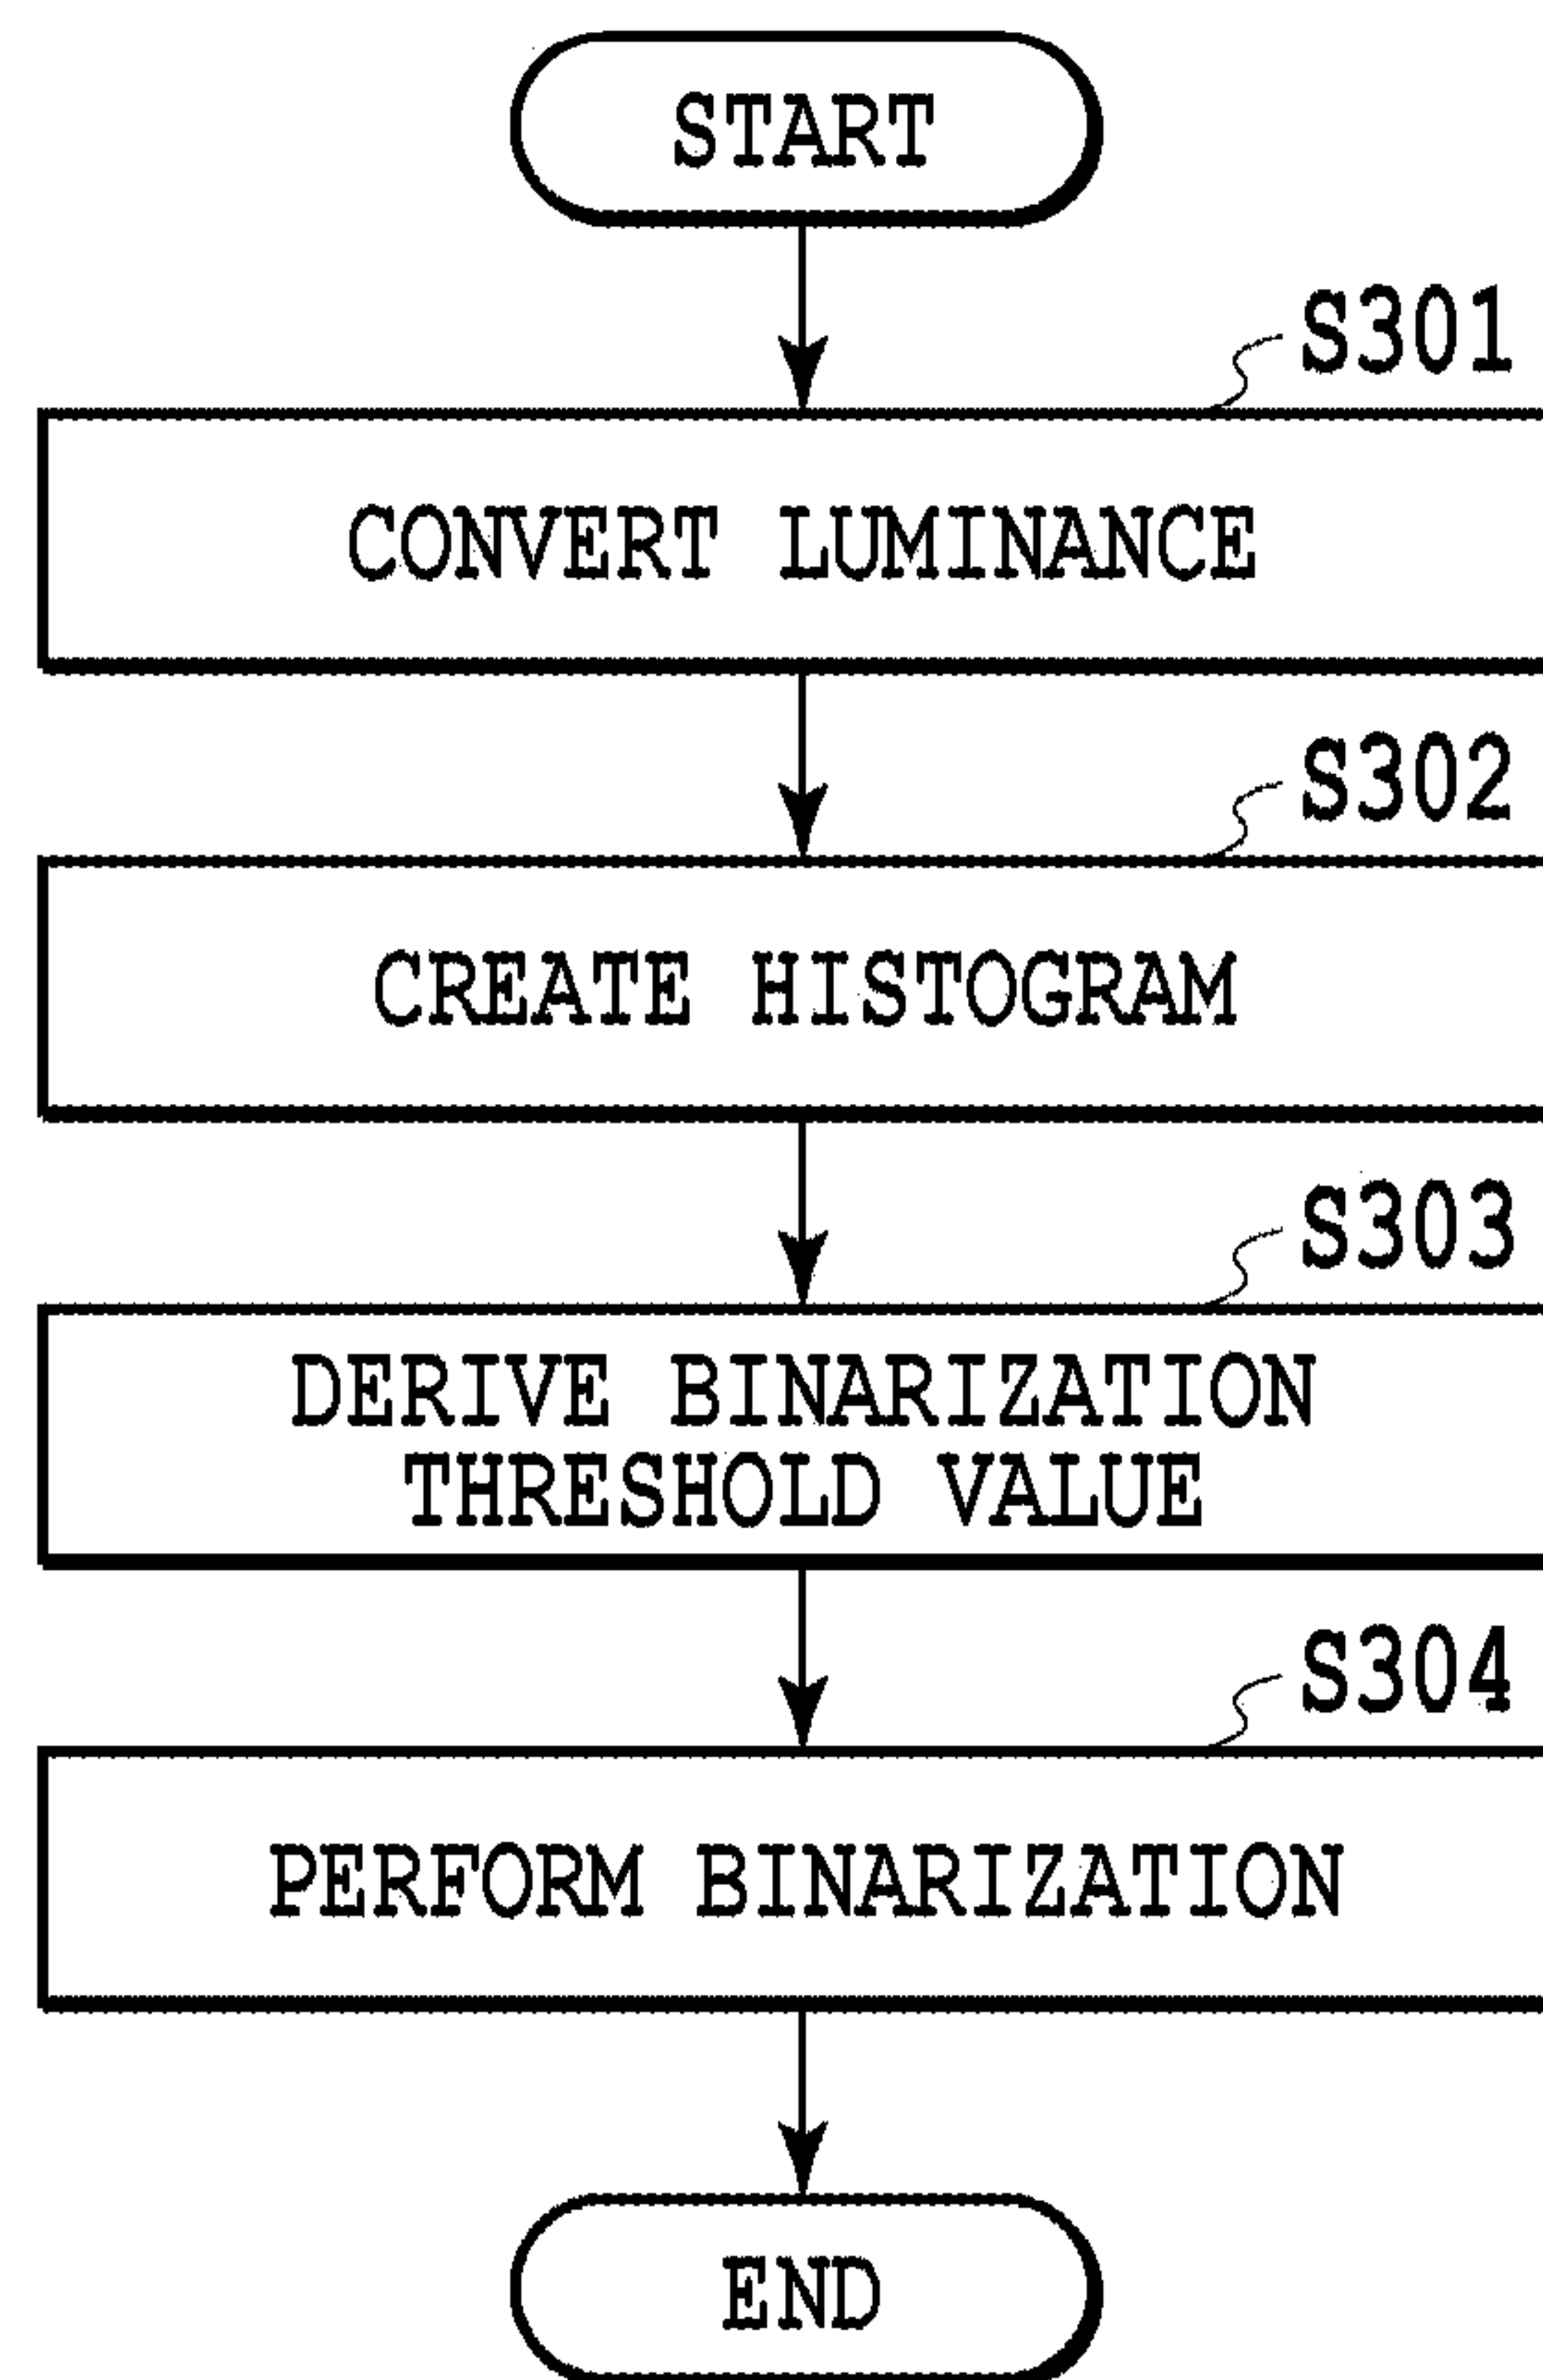 START
S301
CONVERT LUMINANCE
S302
CREATE HISTOGRAM
S303
DERIVE BINARIZATION
THRESHOLD VALUE
S304
PERFORM BINARIZATION
END